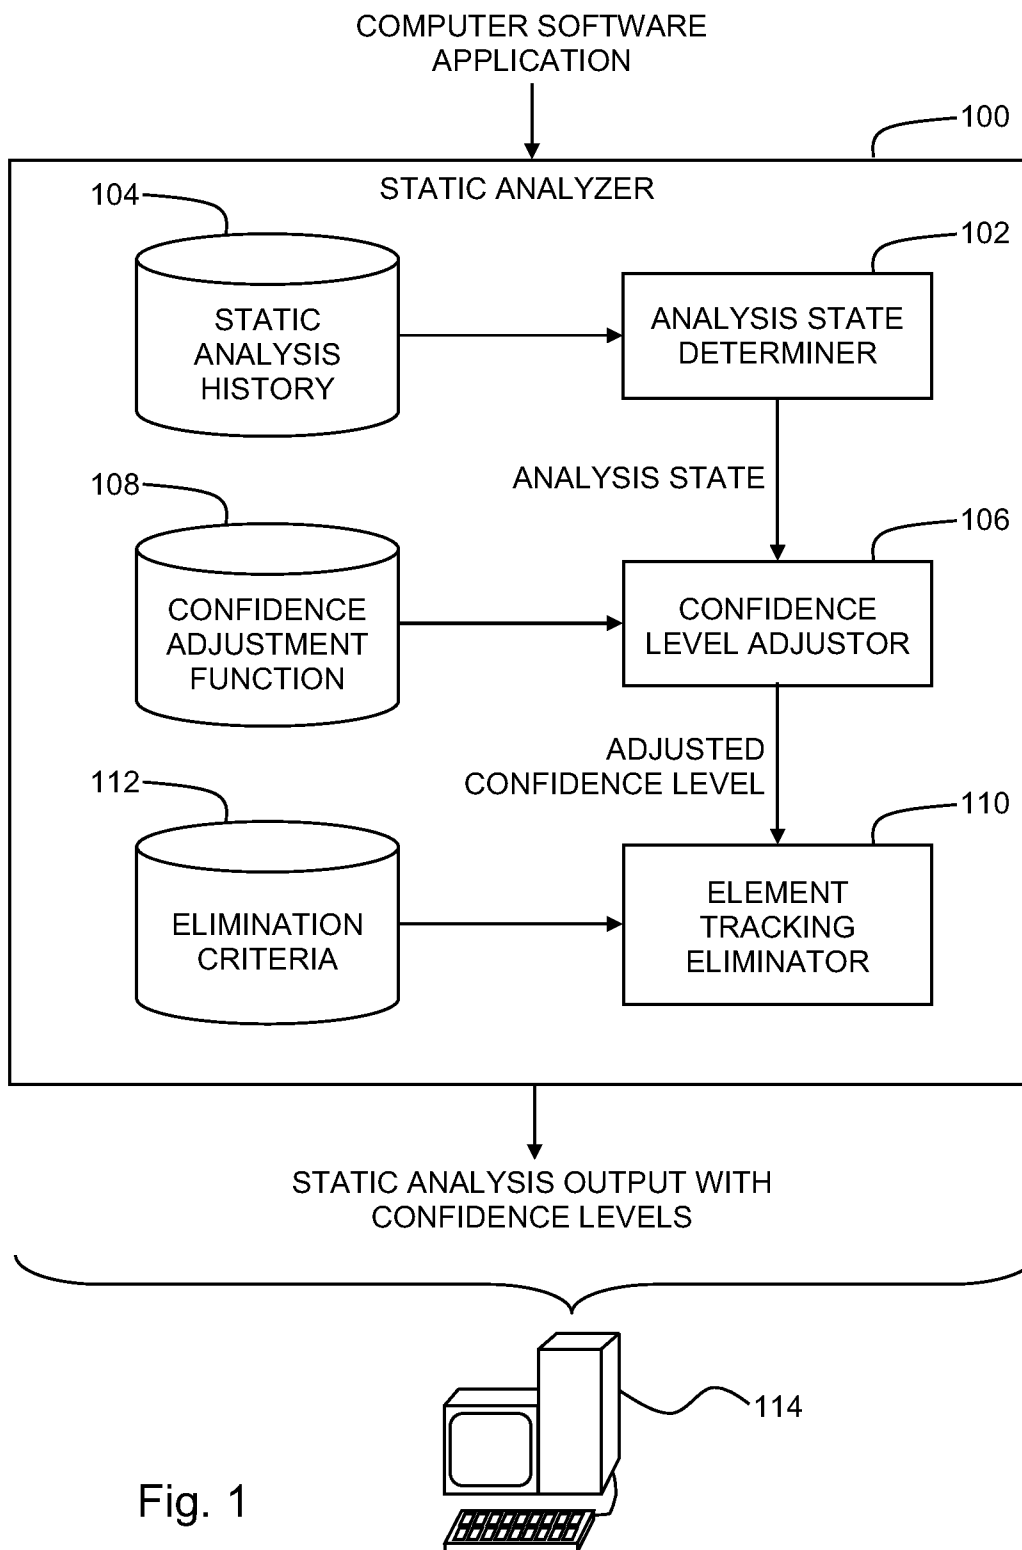 COMPUTER SOFTWARE
APPLICATION
100
STATIC ANALYZER
104
102
STATIC
ANALYSIS
HISTORY
ANALYSIS STATE
DETERMINER
ANALYSIS STATE
108
106
CONFIDENCE
ADJUSTMENT
FUNCTION
CONFIDENCE
LEVEL ADJUSTOR
ADJUSTED
CONFIDENCE LEVEL
112
110
ELIMINATION
CRITERIA
ELEMENT
TRACKING
ELIMINATOR
STATIC ANALYSIS OUTPUT WITH
CONFIDENCE LEVELS
114
Fig. 1